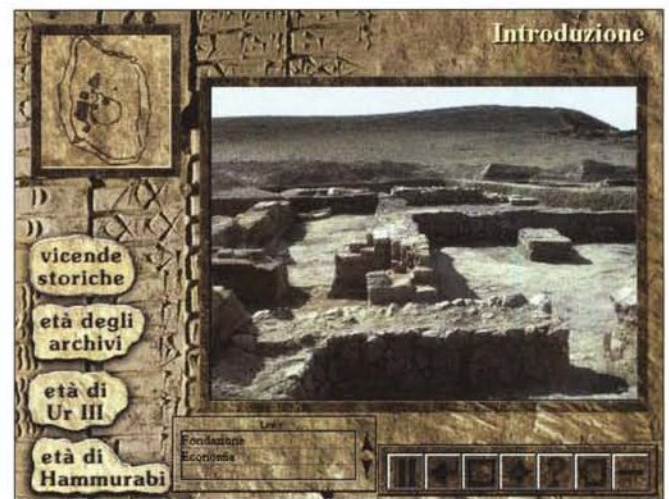 Introduzione
vicende
storiche
età degli
archivi
età di
Ur III
età di
Hammurabi
Fondazione
Economia
?